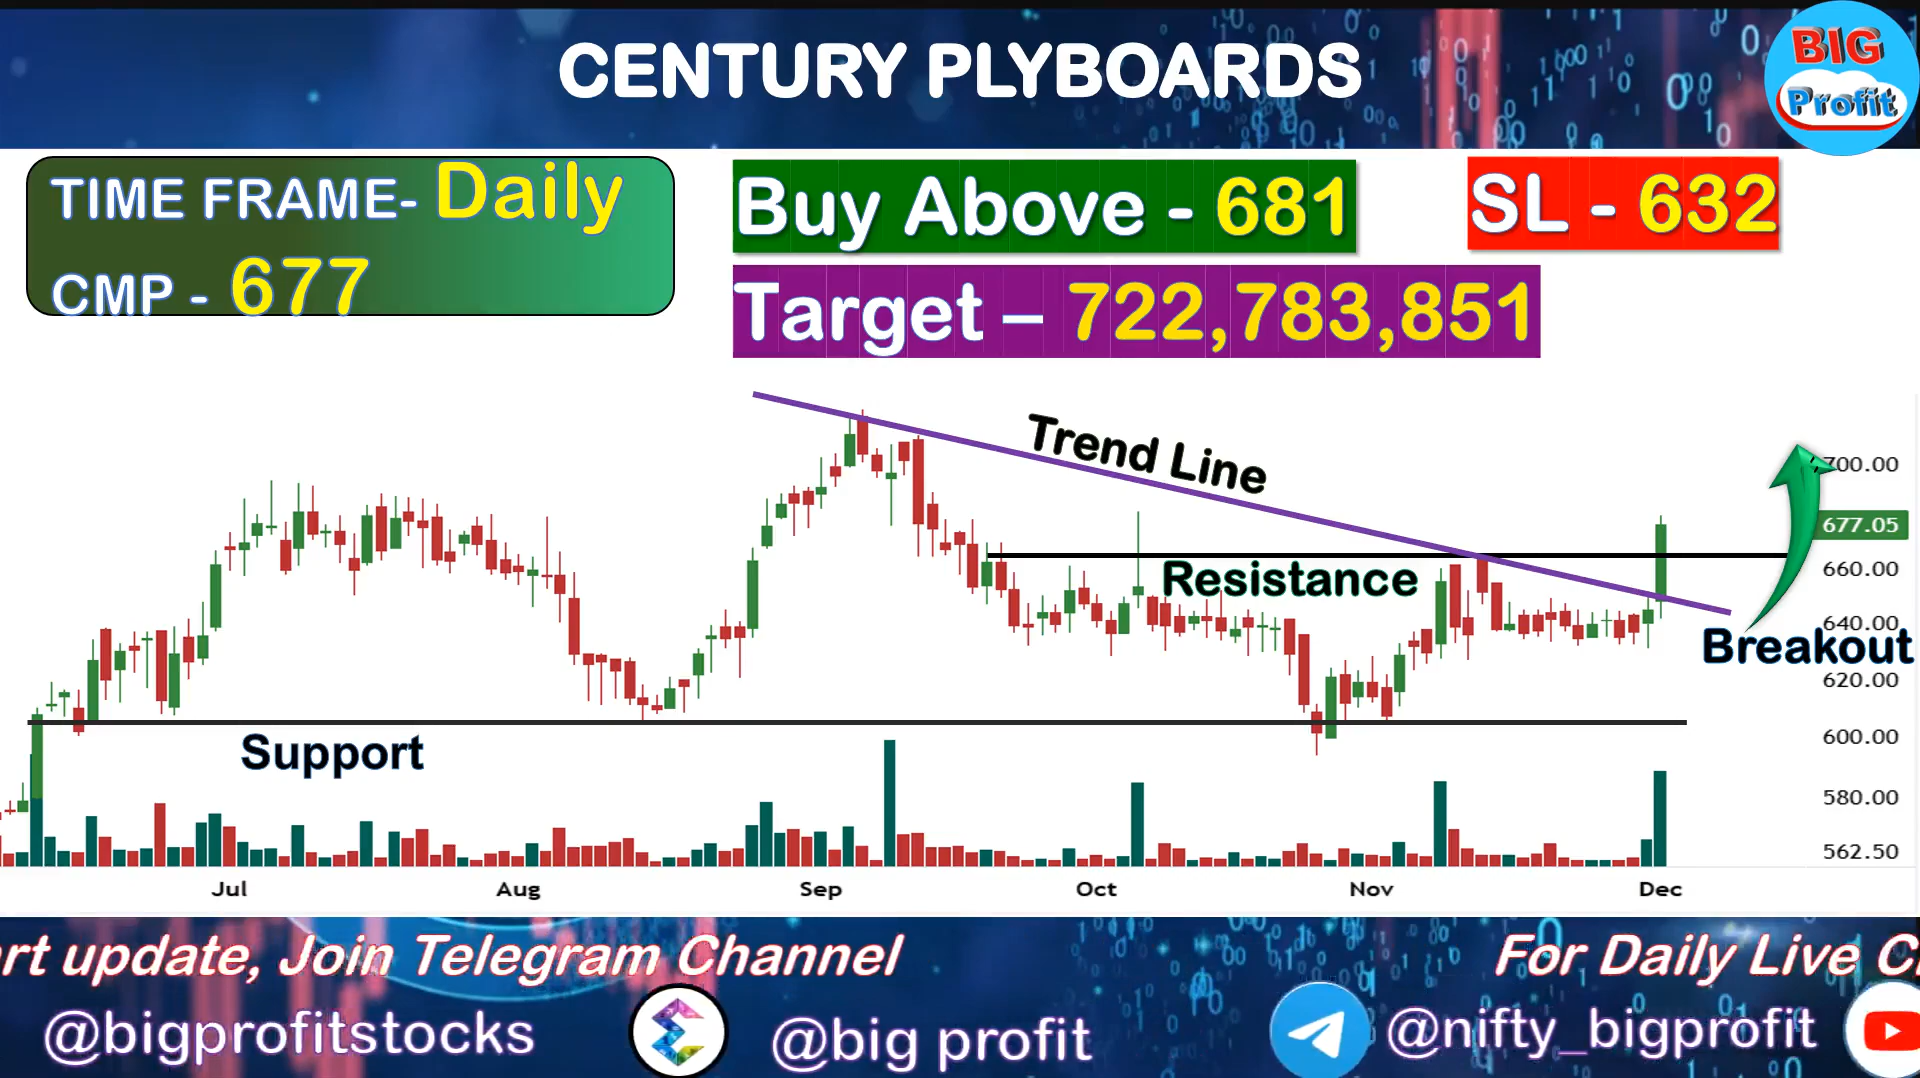 CENTURY PLYBOARDS
BIG
Profit
TIME FRAME- Daily
CMP - 677
Buy Above - 681
SL - 632
Target – 722,783,851
Trend Line
Resistance
Breakout
Support
700.00
677.05
660.00
640.00
620.00
600.00
580.00
562.50
Jul Aug Sep Oct Nov Dec
rt update, Join Telegram Channel For Daily Live C
@bigprofitstocks @big profit @nifty_bigprofit